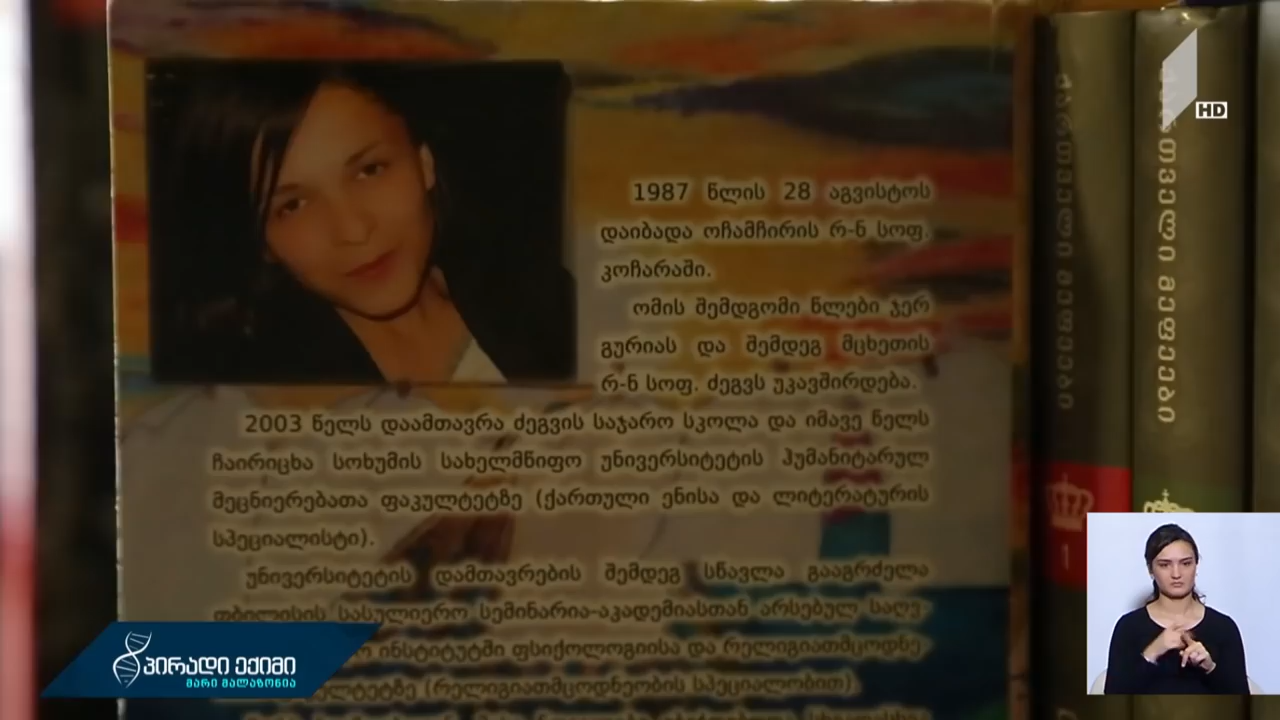 HD
1987 წლის 28 აგვისტოს
დაიბადა ოჩამჩირის რ-ნ სოფ.
კოჩარაში.
ომის შემდგომი წლები ჯერ
გურიას და შემდეგ მცხეთის
რ-ნ სოფ. ძეგვს უკავშირდება.
2003 წელს დაამთავრა ძეგვის საჯარო სკოლა და იმავე წელს
ჩაირიცხა სოხუმის სახელმწიფო უნივერსიტეტის ჰუმანიტარულ
მეცნიერებათა ფაკულტეტზე (ქართული ენისა და ლიტერატურის
სპეციალისტი).
უნივერსიტეტის დამთავრების შემდეგ სწავლა გააგრძელა
თბილისის სასულიერო სემინარია-აკადემიასთან არსებულ საღვ-
ინსტიტუტში ფსიქოლოგიისა და რელიგიათმცოდნე-
(რელიგიათმცოდნეობის სპეციალობით).
პირადი ექიმი
მარი მალაზონია
1